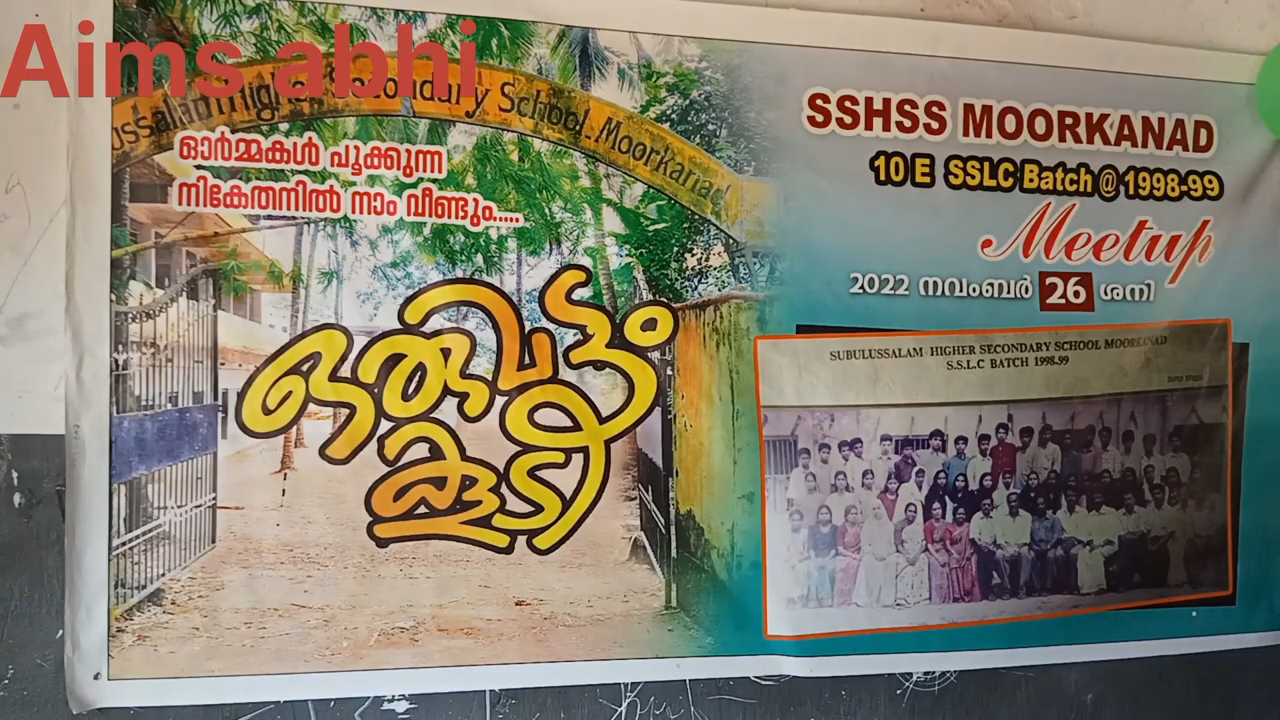 Aims abhi
ussalam Higher Secondary School. Moorkanad
ഓർമ്മകൾ പൂക്കുന്ന
നികേതനിൽ നാം വീണ്ടും.....
ഒരുവട്ടം
കൂടി
SSHSS MOORKANAD
10 E SSLC Batch @ 1998-99
Meetup
2022 നവംബർ 26 ശനി
SUBULUSSALAM HIGHER SECONDARY SCHOOL MOORKANAD
S.S.L.C BATCH 1998-99